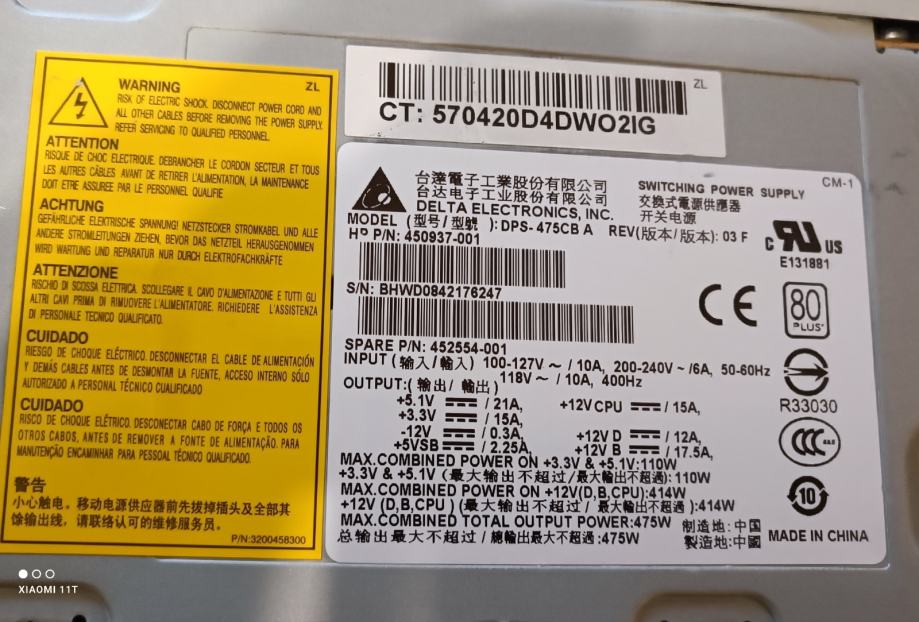 WARNING
ZL
RISK OF ELECTRIC SHOCK. DISCONNECT POWER CORD AND
ALL OTHER CABLES BEFORE REMOVING THE POWER SUPPLY.
REFER SERVICING TO QUALIFIED PERSONNEL.
ATTENTION
RISQUE DE CHOC ELECTRIQUE. DEBRANCHER LE CORDON SECTEUR ET TOUS
LES AUTRES CÂBLES AVANT DE RETIRER L'ALIMENTATION, LA MAINTENANCE
DOIT ETRE ASSUREE PAR LE PERSONNEL QUALIFIE
ACHTUNG
GEFÄHRLICHE ELEKTRISCHE SPANNUNG! NETZSTECKER STROMKABEL UND ALLE
ANDERE STROMLEITUNGEN ZIEHEN, BEVOR DAS NETZTEIL HERAUSGENOMMEN
WIRD WARTUNG UND REPARATUR NUR DURCH ELEKTROFACHKRÄFTE
ATTENZIONE
RISCHIO DI SCOSSA ELETTRICA. SCOLLEGARE IL CAVO D'ALIMENTAZIONE E TUTTI GLI
ALTRI CAVI PRIMA DI RIMUOVERE L'ALIMENTATORE. RICHIEDERE L'ASSISTENZA
DI PERSONALE TECNICO QUALIFICATO.
CUIDADO
RIESGO DE CHOQUE ELÉCTRICO. DESCONECTAR EL CABLE DE ALIMENTACIÓN
Y DEMÁS CABLES ANTES DE DESMONTAR LA FUENTE, ACCESO INTERNO SÓLO
AUTORIZADO A PERSONAL TÉCNICO CUALIFICADO
CUIDADO
RISCO DE CHOQUE ELÉTRICO. DESCONECTAR CABO DE FORÇA E TODOS OS
OTROS CABOS, ANTES DE REMOVER A FONTE DE ALIMENTAÇÃO. PARA
MANUTENÇÃO ENCAMINHAR PARA PESSOAL TÉCNICO QUALIFICADO.
警告
小心触电。移动电源供应器前先拔掉插头及全部其
馀输出线，请联络认可的维修服务员。
P/N:3200458300
ZL
CT: 570420D4DWO2IG
CM-1
台達電子工業股份有限公司
台达电子工业股份有限公司
DELTA ELECTRONICS, INC.
SWITCHING POWER SUPPLY
交換式電源供應器
开关电源
MODEL (型号/型號): DPS-475CB A REV(版本/版本): 03 F
HP P/N: 450937-001
c RU US
E131881
S/N: BHWD0842176247
CE
80
PLUS
SPARE P/N: 452554-001
INPUT (输入/輸入) 100-127V ~ / 10A, 200-240V ~ /6A, 50-60Hz
118V ~ / 10A, 400Hz
R33030
OUTPUT:(输出/ 輸出)
+5.1V / 21A, +12VCPU / 15A,
+3.3V / 15A,
-12V / 0.3A, +12V D / 12A,
+5VSB / 2.25A, +12V B / 17.5A,
CCC
MAX.COMBINED POWER ON +3.3V & +5.1V:110W
+3.3V & +5.1V (最大输出不超过/最大輸出不超過):110W
MAX.COMBINED POWER ON +12V(D,B,CPU):414W
+12V (D,B,CPU) (最大输出不超过/ 最大輸出不超過):414W
10
MAX.COMBINED TOTAL OUTPUT POWER:475W 制造地: 中国
总输出最大不超过/ 總輸出最大不超過:475W 製造地: 中國
MADE IN CHINA
XIAOMI 11T